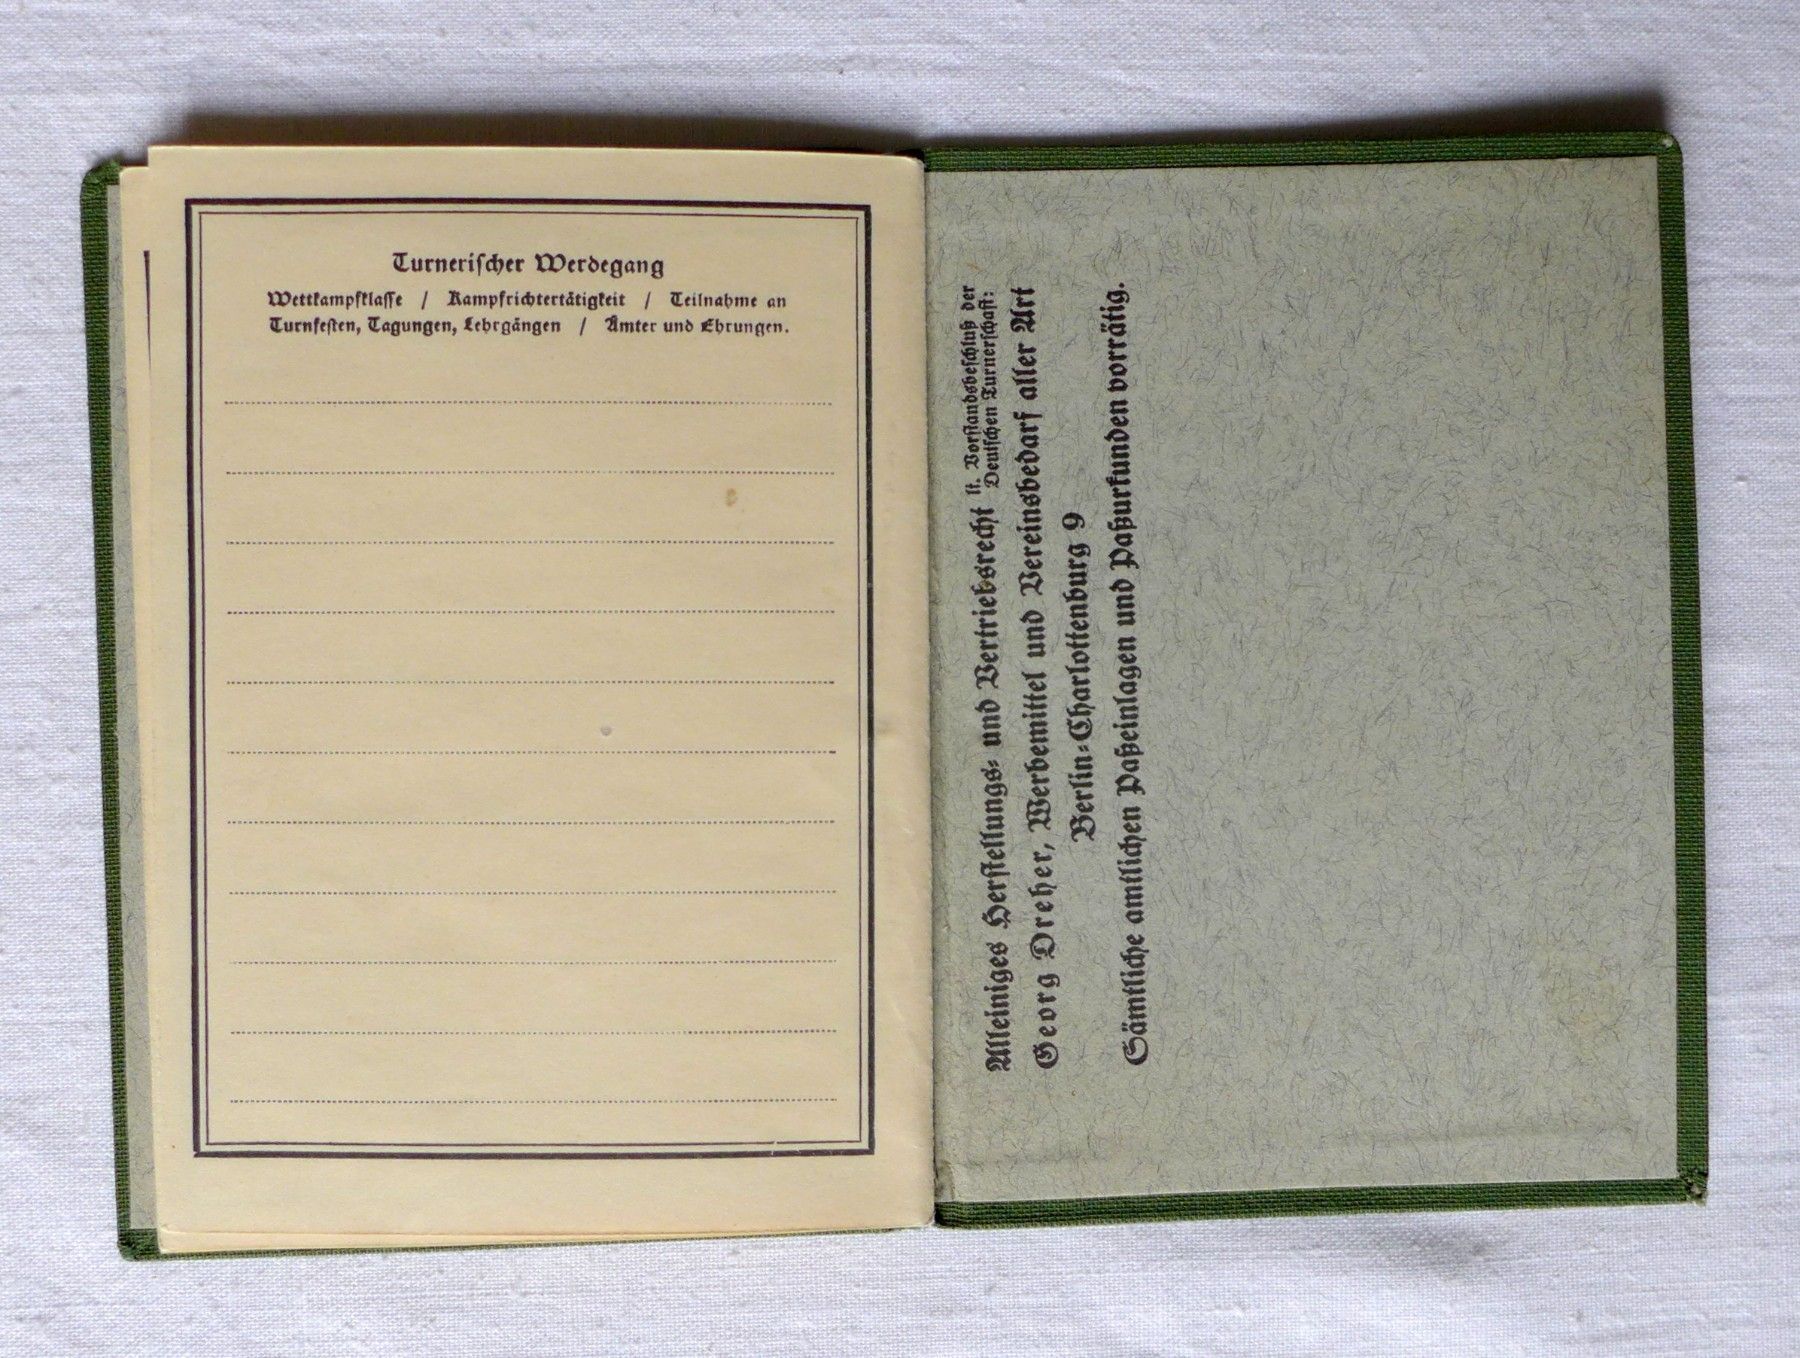 Turnerischer Werdegang
Wettkampfklasse / Kampfrichtertätigkeit / Teilnahme an
Turnfesten, Tagungen, Lehrgängen / Ämter und Ehrungen.
Alleiniges Herstellungs- und Vertriebsrecht lt. Vorstandsbeschluß der
Deutschen Turnerschaft:
Georg Dreher, Werbemittel und Vereinsbedarf aller Art
Berlin-Charlottenburg 9
Sämtliche amtlichen Paßeinlagen und Paßurkunden vorrätig.